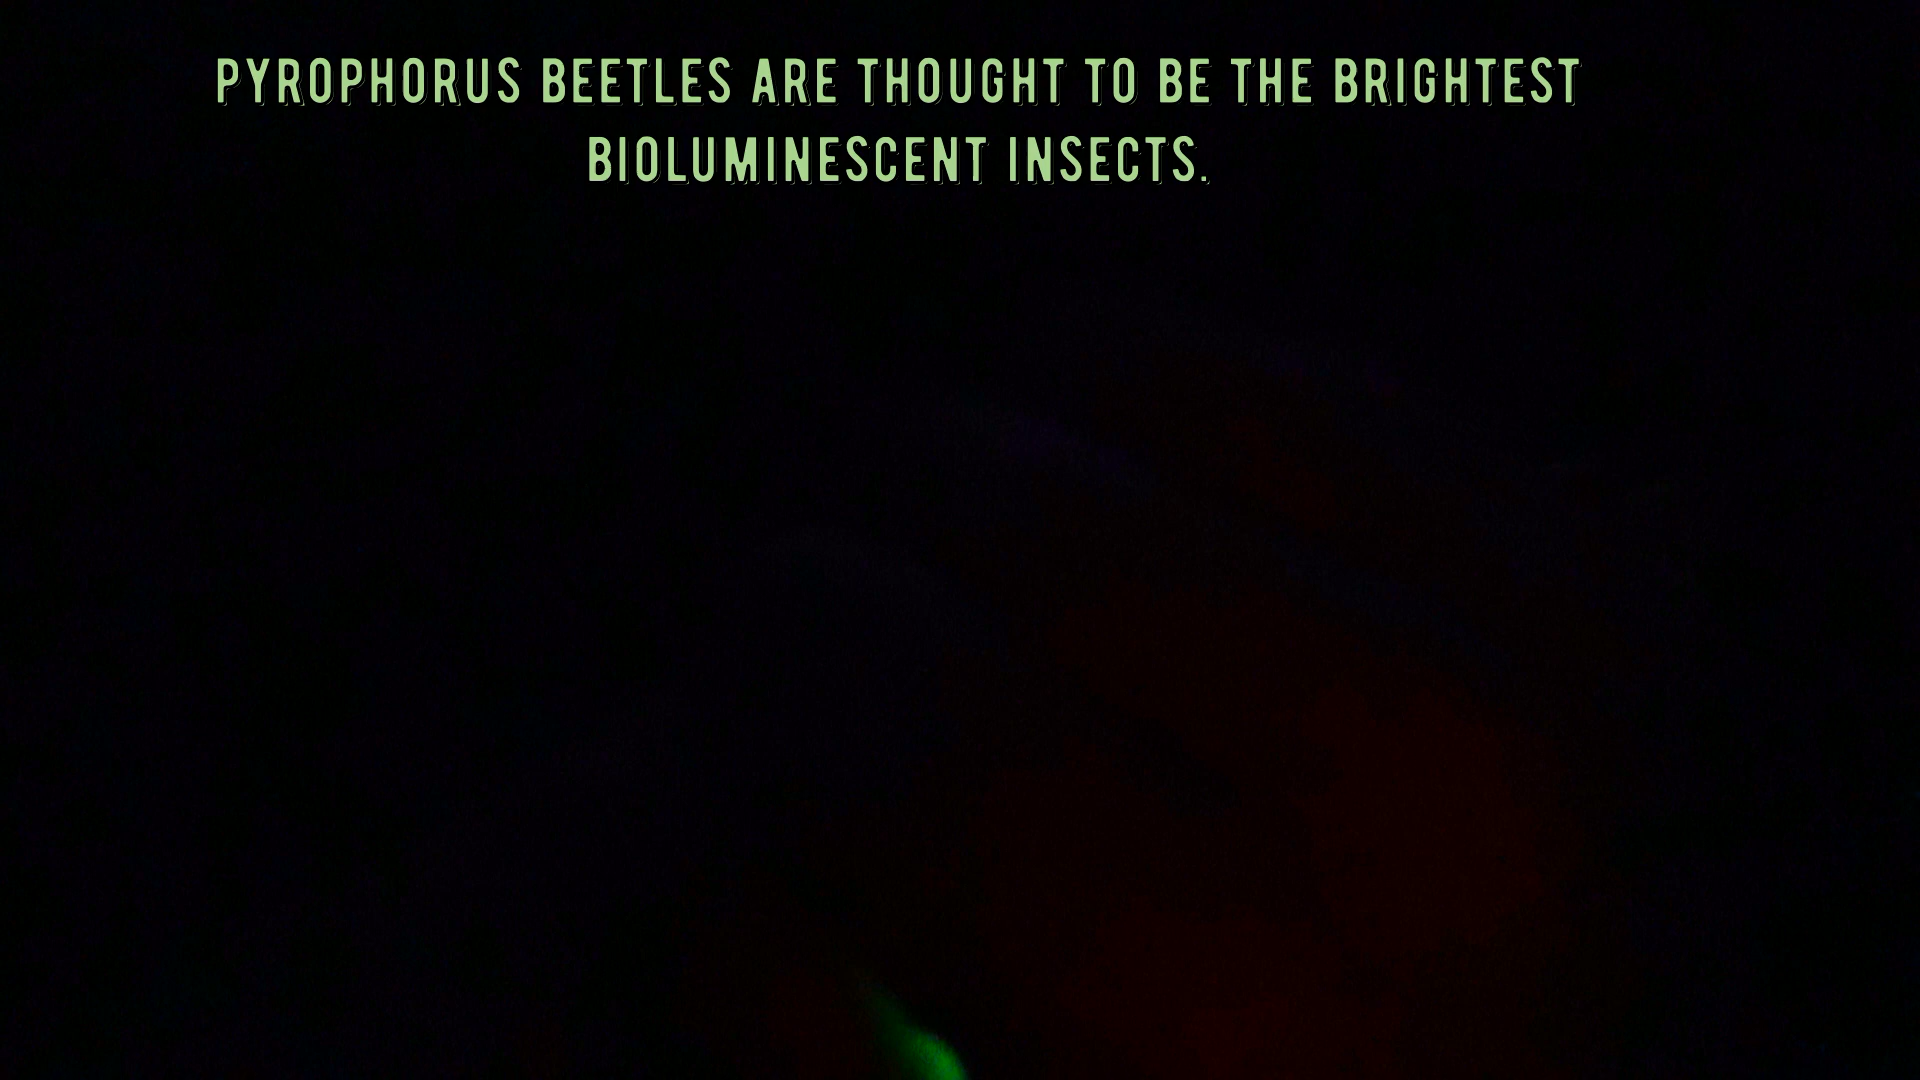 PYROPHORUS BEETLES ARE THOUGHT TO BE THE BRIGHTEST
BIOLUMINESCENT INSECTS.